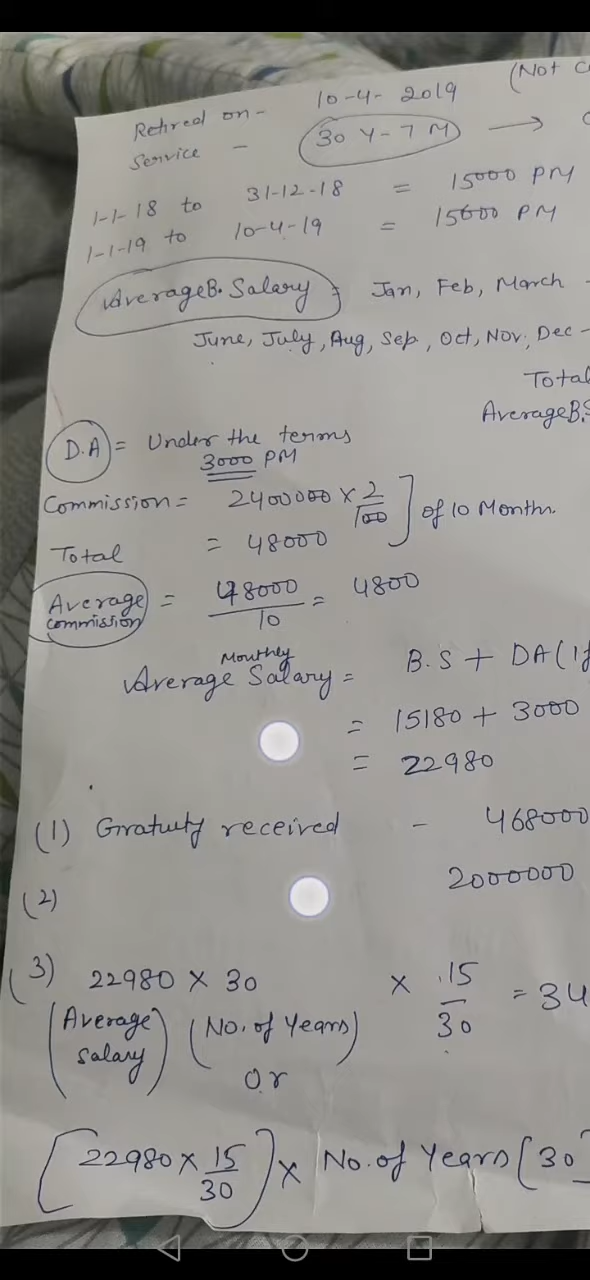 Retired on - 10-4-2019 (Not
Service - 30 Y-7 M →
1-1-18 to 31-12-18 = 15000 PM
1-1-19 to 10-4-19 = 15600 PM
Average B. Salary = Jan, Feb, March -
June, July, Aug, Sep, Oct, Nov, Dec -
Total
Average B.S
D.A = Under the terms
3000 PM
Commission = 2400000 × 2/100 ] of 10 Month.
Total = 48000
Average commission = 48000/10 = 4800
Monthly
Average Salary = B.S + DA (If
= 15180 + 3000
= 22980
(1) Gratuity received - 468000
(2) 2000000
(3) 22980 × 30 × 15/30 = 34
(Average Salary) (No. of Years)
Or
[22980 × 15/30] × No. of Years [30]